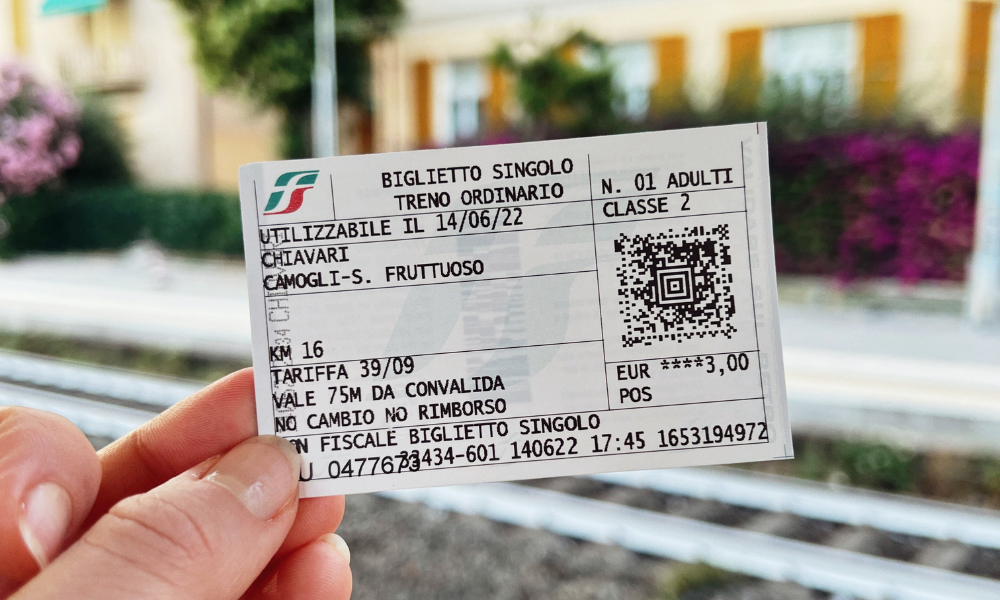 BIGLIETTO SINGOLO
TRENO ORDINARIO
N. 01 ADULTI
UTILIZZABILE IL 14/06/22
CLASSE 2
CHIAVARI
CAMOGLI-S. FRUTTUOSO
KM 16
TARIFFA 39/09
VALE 75M DA CONVALIDA
NO CAMBIO NO RIMBORSO
EUR ****3,00
POS
FISCALE BIGLIETTO SINGOLO
33434-601 140622 17:45 1653194972